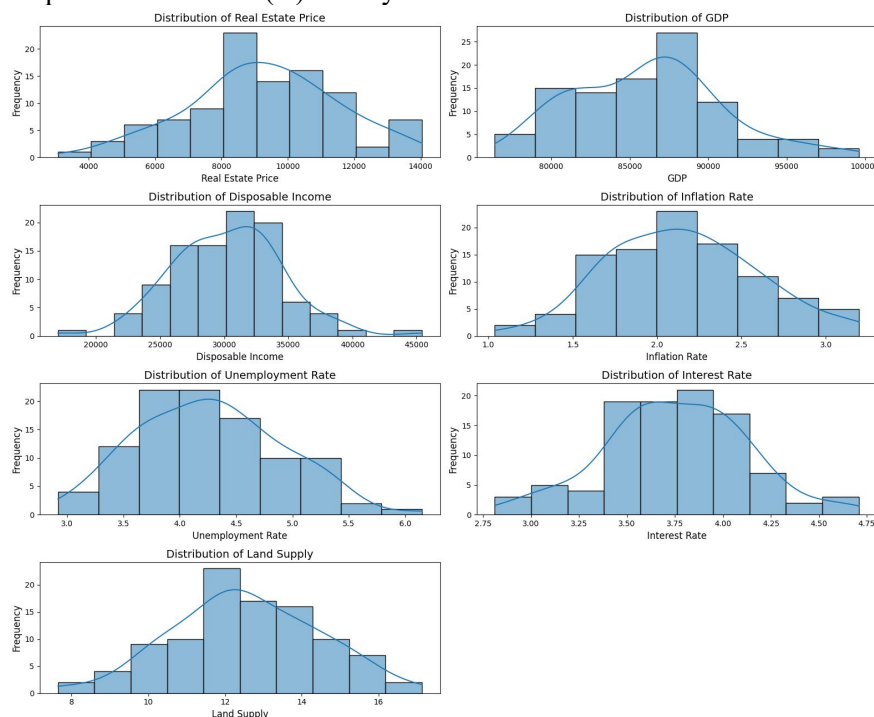 Distribution of Real Estate Price
Frequency
20
15
10
5
0
4000 6000 8000 10000 12000 14000
Real Estate Price
Distribution of GDP
Frequency
25
20
15
10
5
0
80000 85000 90000 95000 100000
GDP
Distribution of Disposable Income
Frequency
20
15
10
5
0
20000 25000 30000 35000 40000 45000
Disposable Income
Distribution of Inflation Rate
Frequency
20
15
10
5
0
1.0 1.5 2.0 2.5 3.0
Inflation Rate
Distribution of Unemployment Rate
Frequency
20
15
10
5
0
3.0 3.5 4.0 4.5 5.0 5.5 6.0
Unemployment Rate
Distribution of Interest Rate
Frequency
20
15
10
5
0
2.75 3.00 3.25 3.50 3.75 4.00 4.25 4.50 4.75
Interest Rate
Distribution of Land Supply
Frequency
20
15
10
5
0
8 10 12 14 16
Land Supply